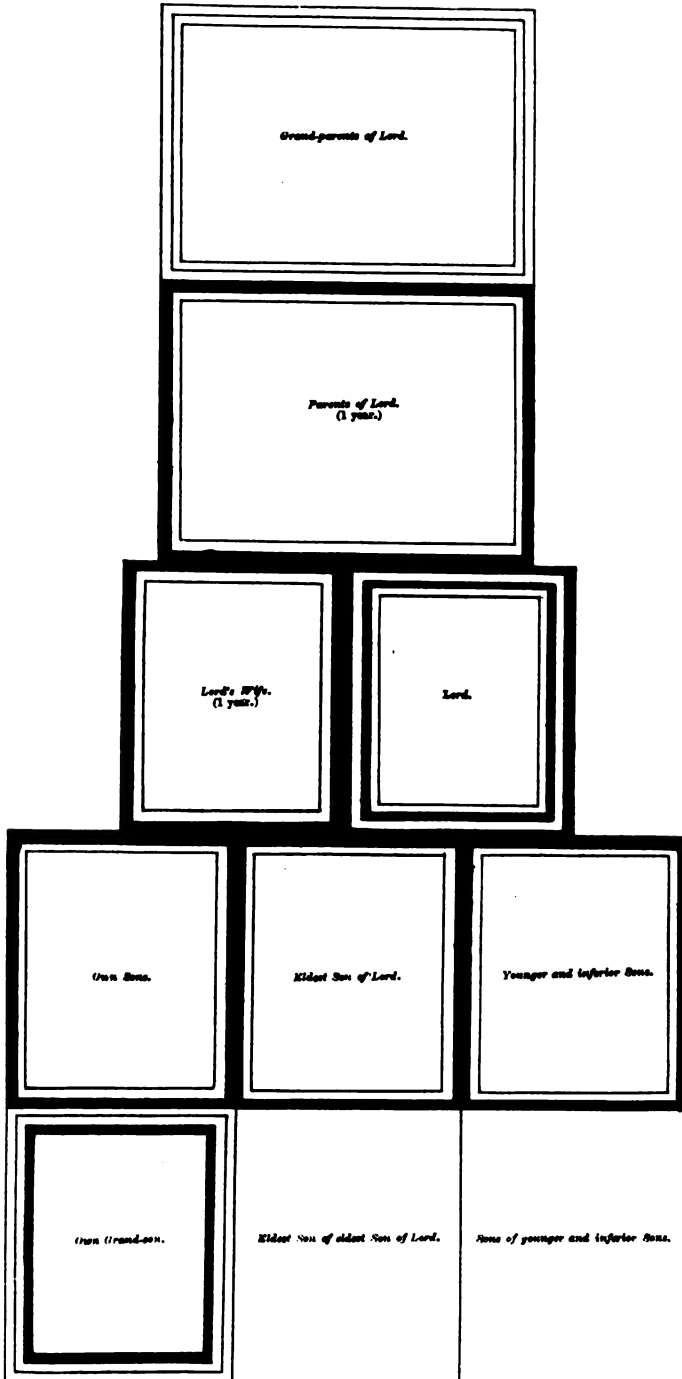 Grand-parents of Lord.
Parents of Lord.
(1 year.)
Lord's Wife.
(1 year.)
Lord.
Own Sons.
Eldest Son of Lord.
Younger and inferior Sons.
Own Grand-son.
Eldest Son of eldest Son of Lord.
Sons of younger and inferior Sons.